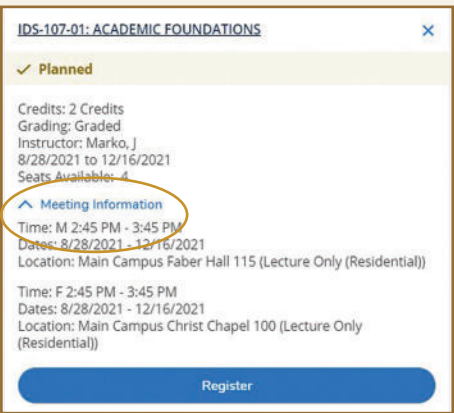 IDS-107-01: ACADEMIC FOUNDATIONS
Planned
Credits: 2 Credits
Grading: Graded
Instructor: Marko, J
8/28/2021 to 12/16/2021
Seats Available: 4
Meeting Information
Time: M 2:45 PM - 3:45 PM
Dates: 8/28/2021 - 12/16/2021
Location: Main Campus Faber Hall 115 (Lecture Only (Residential))
Time: F 2:45 PM - 3:45 PM
Dates: 8/28/2021 - 12/16/2021
Location: Main Campus Christ Chapel 100 (Lecture Only
(Residential))
Register